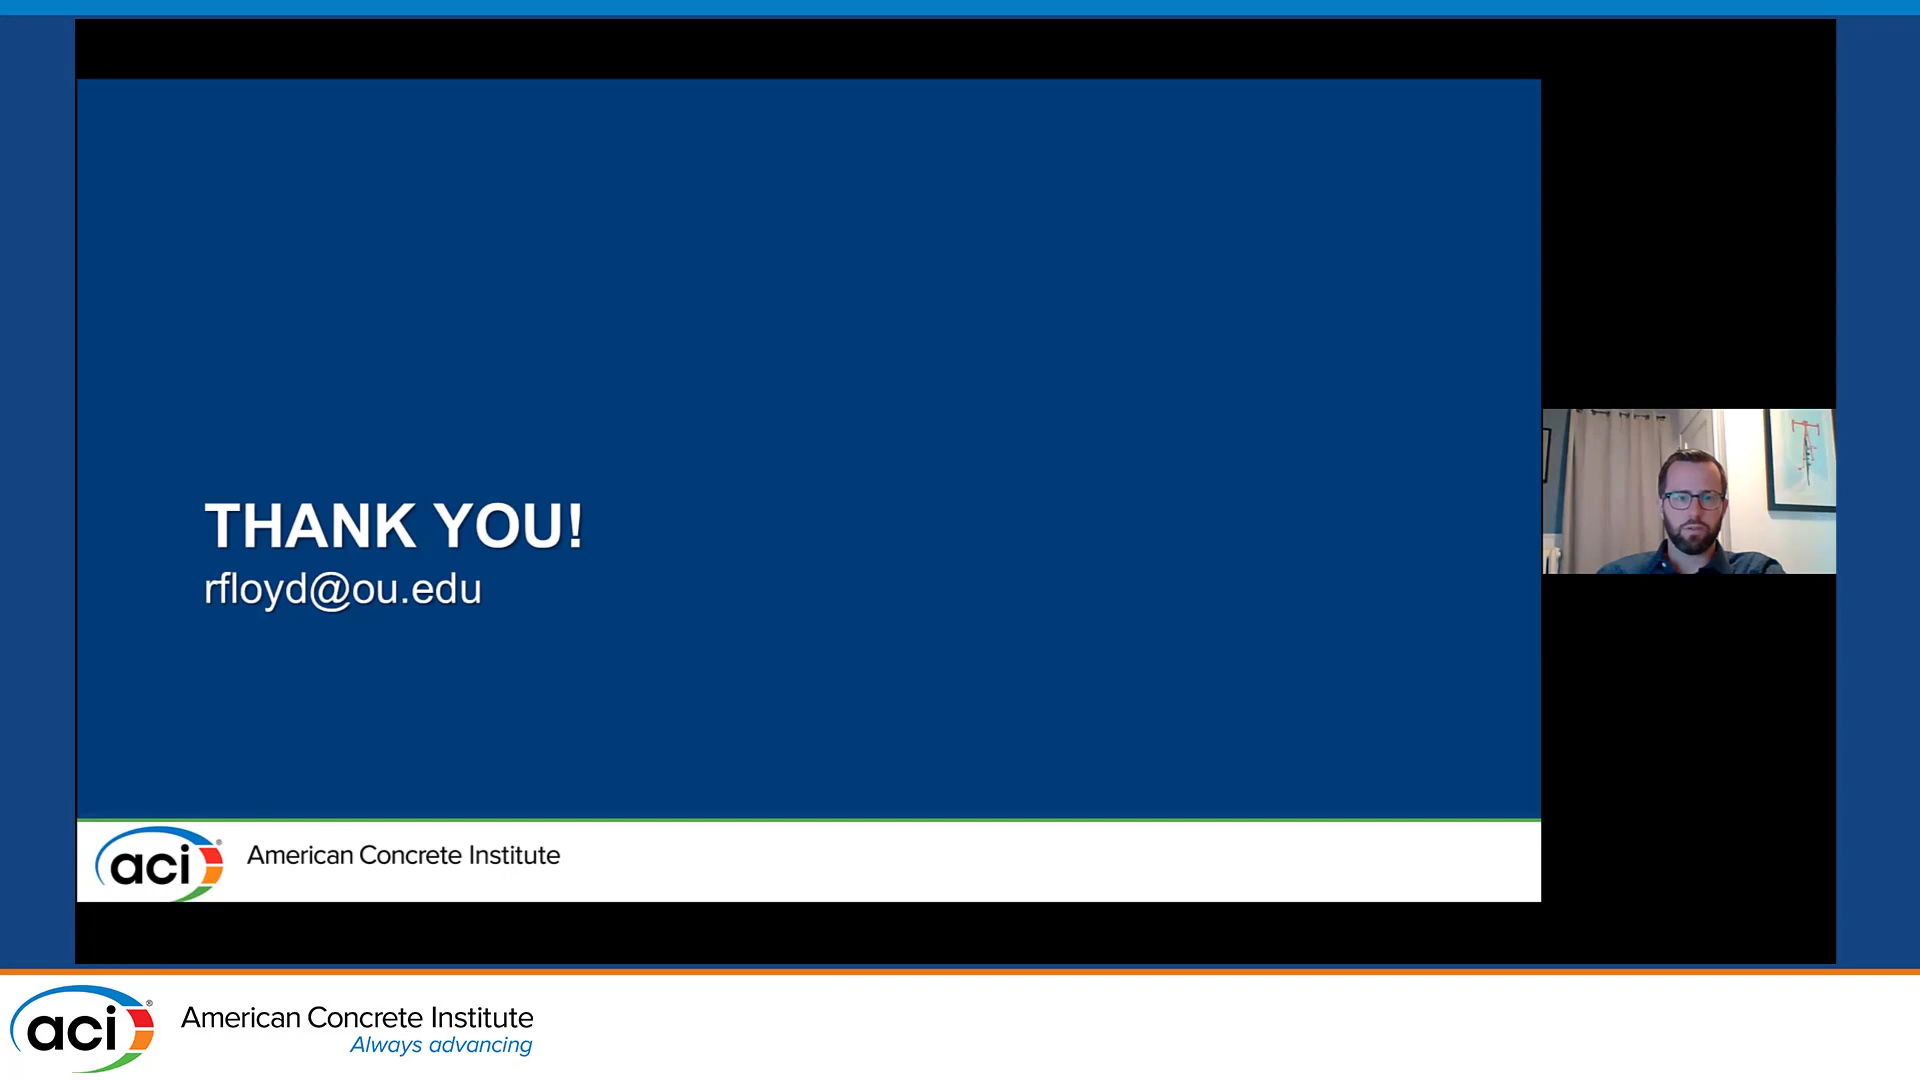 THANK YOU!
rfloyd@ou.edu
aci
American Concrete Institute
aci®
American Concrete Institute
Always advancing